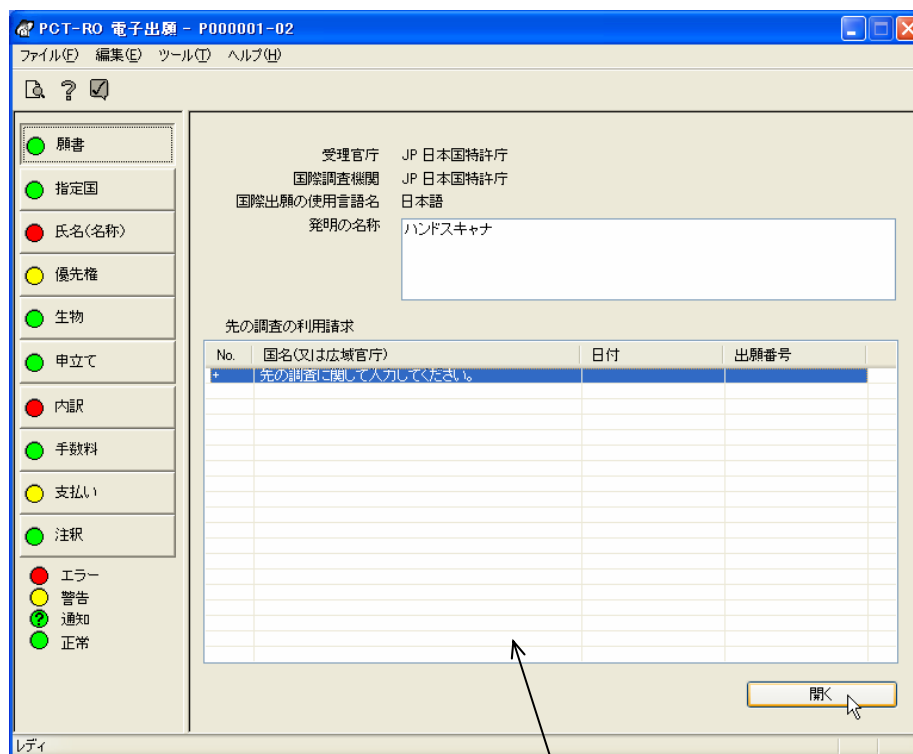 PCT-RO 電子出願 - P000001-02
ファイル(F) 編集(E) ツール(T) ヘルプ(H)
願書
指定国
氏名(名称)
優先権
生物
申立て
内訳
手数料
支払い
注釈
エラー
警告
通知
正常
受理官庁 JP 日本国特許庁
国際調査機関 JP 日本国特許庁
国際出願の使用言語名 日本語
発明の名称 ハンドスキャナ
先の調査の利用請求
No. 国名(又は広域官庁) 日付 出願番号
+ 先の調査に関して入力してください。
開く
レディ